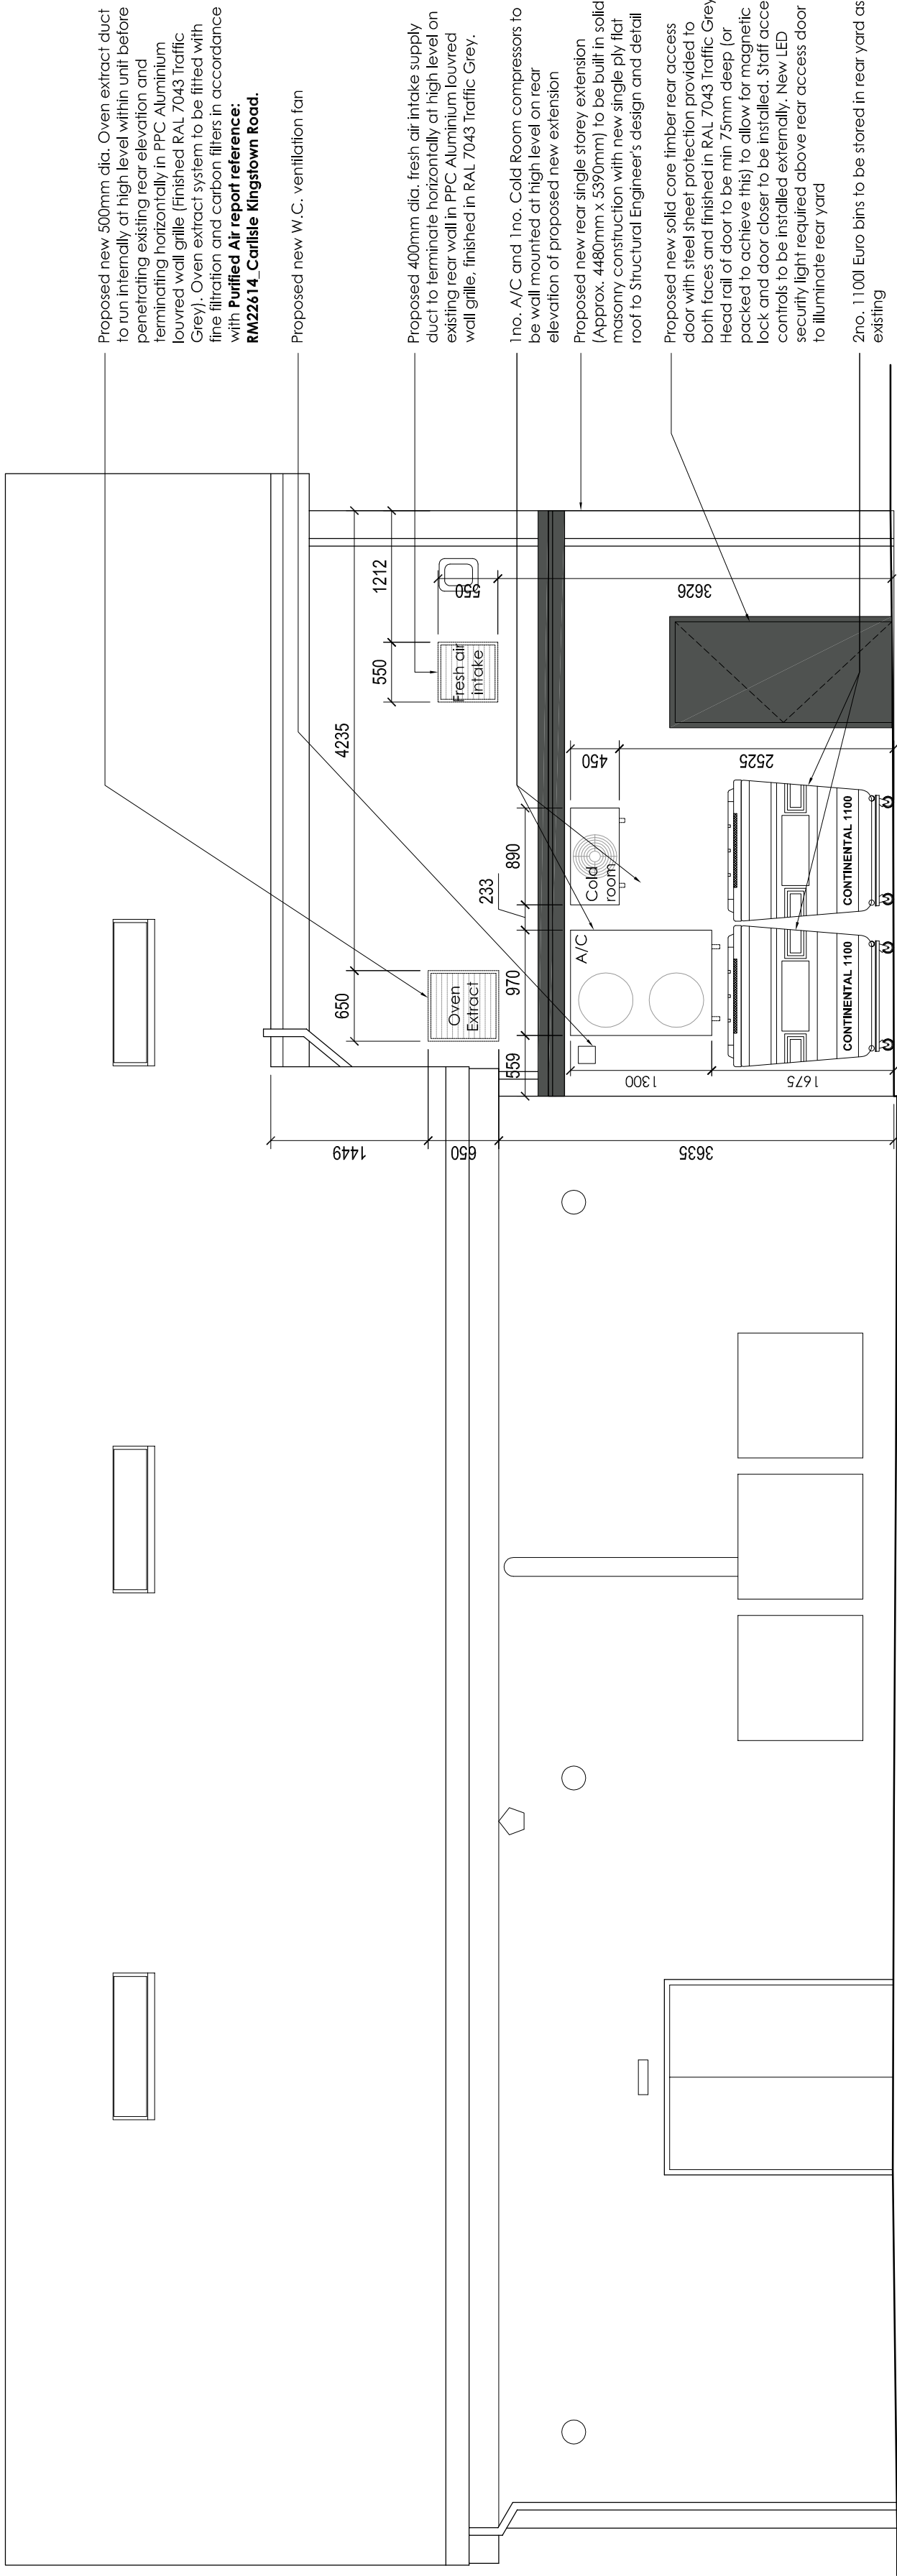 Proposed new 500mm dia. Oven extract duct
to run internally at high level within unit before
penetrating existing rear elevation and
terminating horizontally in PPC Aluminium
louvred wall grille (Finished RAL 7043 Traffic
Grey). Oven extract system to be fitted with
fine filtration and carbon filters in accordance
with Purified Air report reference:
RM22614_Carlisle Kingstown Road.
Proposed new W.C. ventilation fan
Proposed 400mm dia. fresh air intake supply
duct to terminate horizontally at high level on
existing rear wall in PPC Aluminium louvred
wall grille, finished in RAL 7043 Traffic Grey.
1no. A/C and 1no. Cold Room compressors to
be wall mounted at high level on rear
elevation of proposed new extension
Proposed new rear single storey extension
(Approx. 4480mm x 5390mm) to be built in solid
masonry construction with new single ply flat
roof to Structural Engineer's design and detail
Proposed new solid core timber rear access
door with steel sheet protection provided to
both faces and finished in RAL 7043 Traffic Grey
Head rail of door to be min 75mm deep (or
packed to achieve this) to allow for magnetic
lock and door closer to be installed. Staff acce
controls to be installed externally. New LED
security light required above rear access door
to illuminate rear yard
2no. 1100l Euro bins to be stored in rear yard as
existing
4235
1212
650
550
550
Fresh air
intake
Oven
Extract
1449
650
3635
3626
559
970
233
890
A/C
Cold
room
450
2525
1300
1675
CONTINENTAL 1100
CONTINENTAL 1100